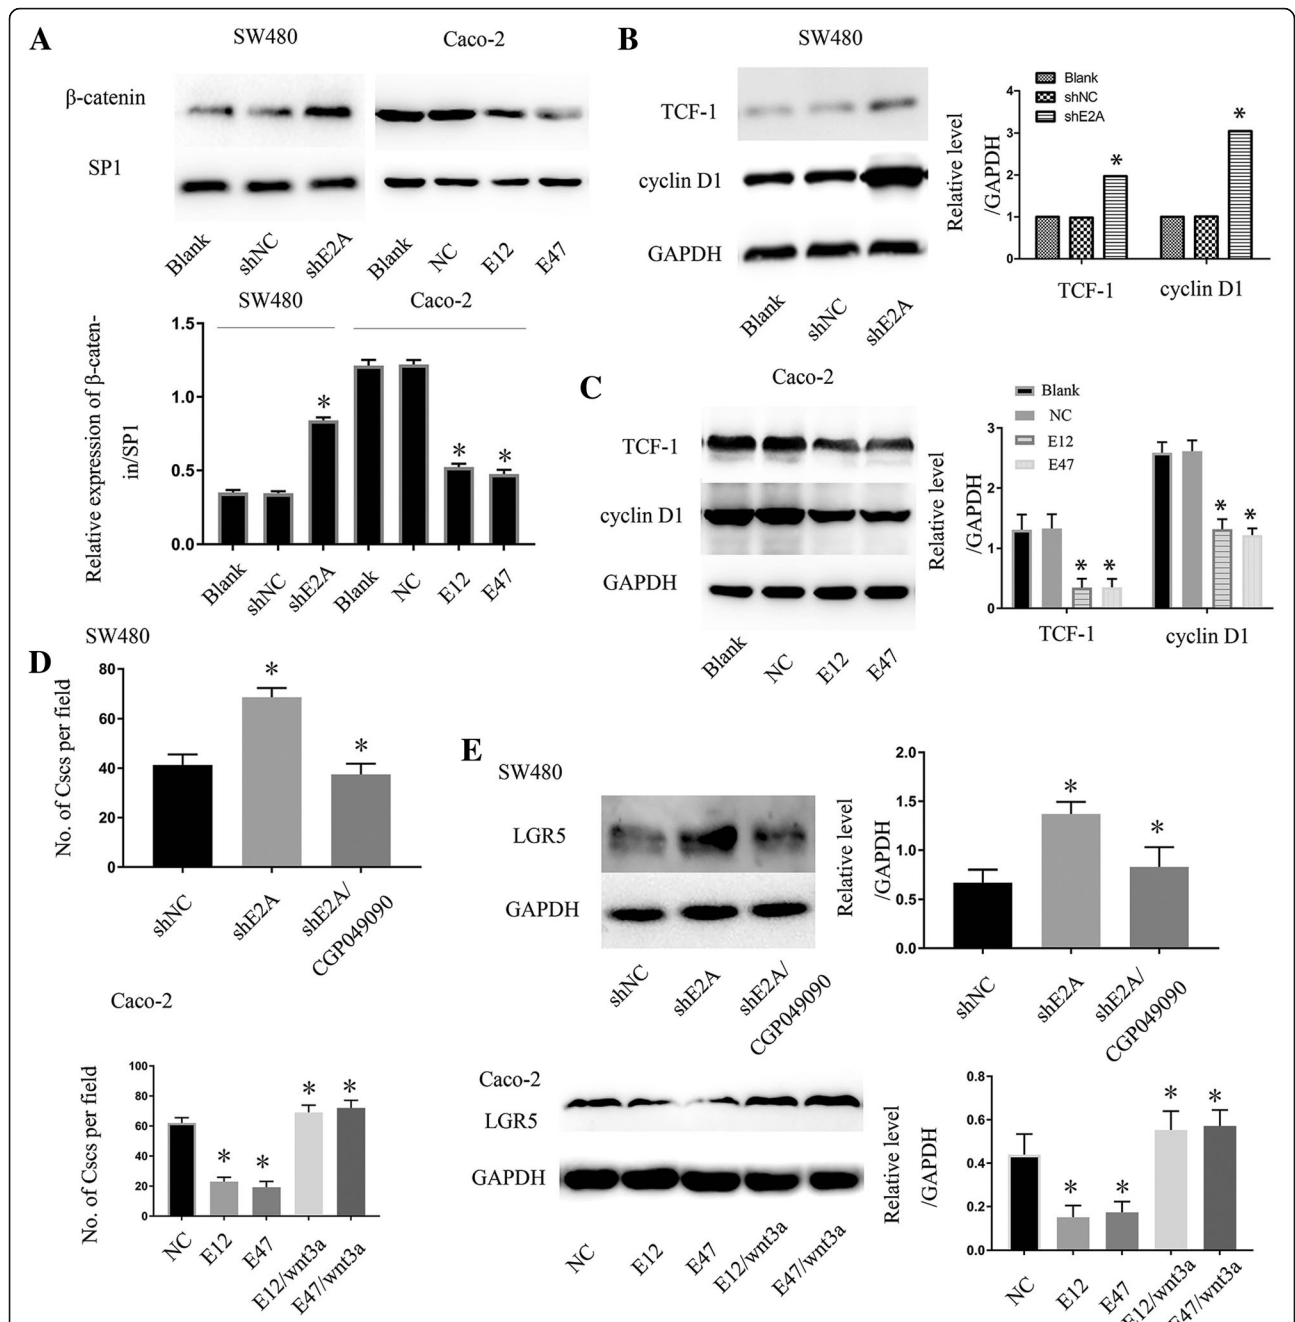 A
SW480
Caco-2
β-catenin
SP1
Blank
shNC
shE2A
Blank
NC
E12
E47
SW480
Caco-2
Relative expression of β-caten-
in/SP1
1.5
1.0
0.5
0.0
*
*
*
Blank
shNC
shE2A
Blank
NC
E12
E47
B
SW480
TCF-1
cyclin D1
GAPDH
Blank
shNC
shE2A
Blank
shNC
shE2A
Relative level
/GAPDH
4
3
2
1
0
*
*
TCF-1
cyclin D1
C
Caco-2
TCF-1
cyclin D1
GAPDH
Blank
NC
E12
E47
Blank
NC
E12
E47
Relative level
/GAPDH
3
2
1
0
*
*
*
*
TCF-1
cyclin D1
D
SW480
No. of Cscs per field
80
60
40
20
0
*
*
shNC
shE2A
shE2A/
CGP049090
Caco-2
No. of Cscs per field
100
80
60
40
20
0
*
*
*
*
NC
E12
E47
E12/wnt3a
E47/wnt3a
E
SW480
LGR5
GAPDH
shNC
shE2A
shE2A/
CGP049090
Relative level
/GAPDH
2.0
1.5
1.0
0.5
0.0
*
*
shNC
shE2A
shE2A/
CGP049090
Caco-2
LGR5
GAPDH
NC
E12
E47
E12/wnt3a
E47/wnt3a
Relative level
/GAPDH
0.8
0.6
0.4
0.2
0.0
*
*
*
*
NC
E12
E47
E12/wnt3a
E47/wnt3a